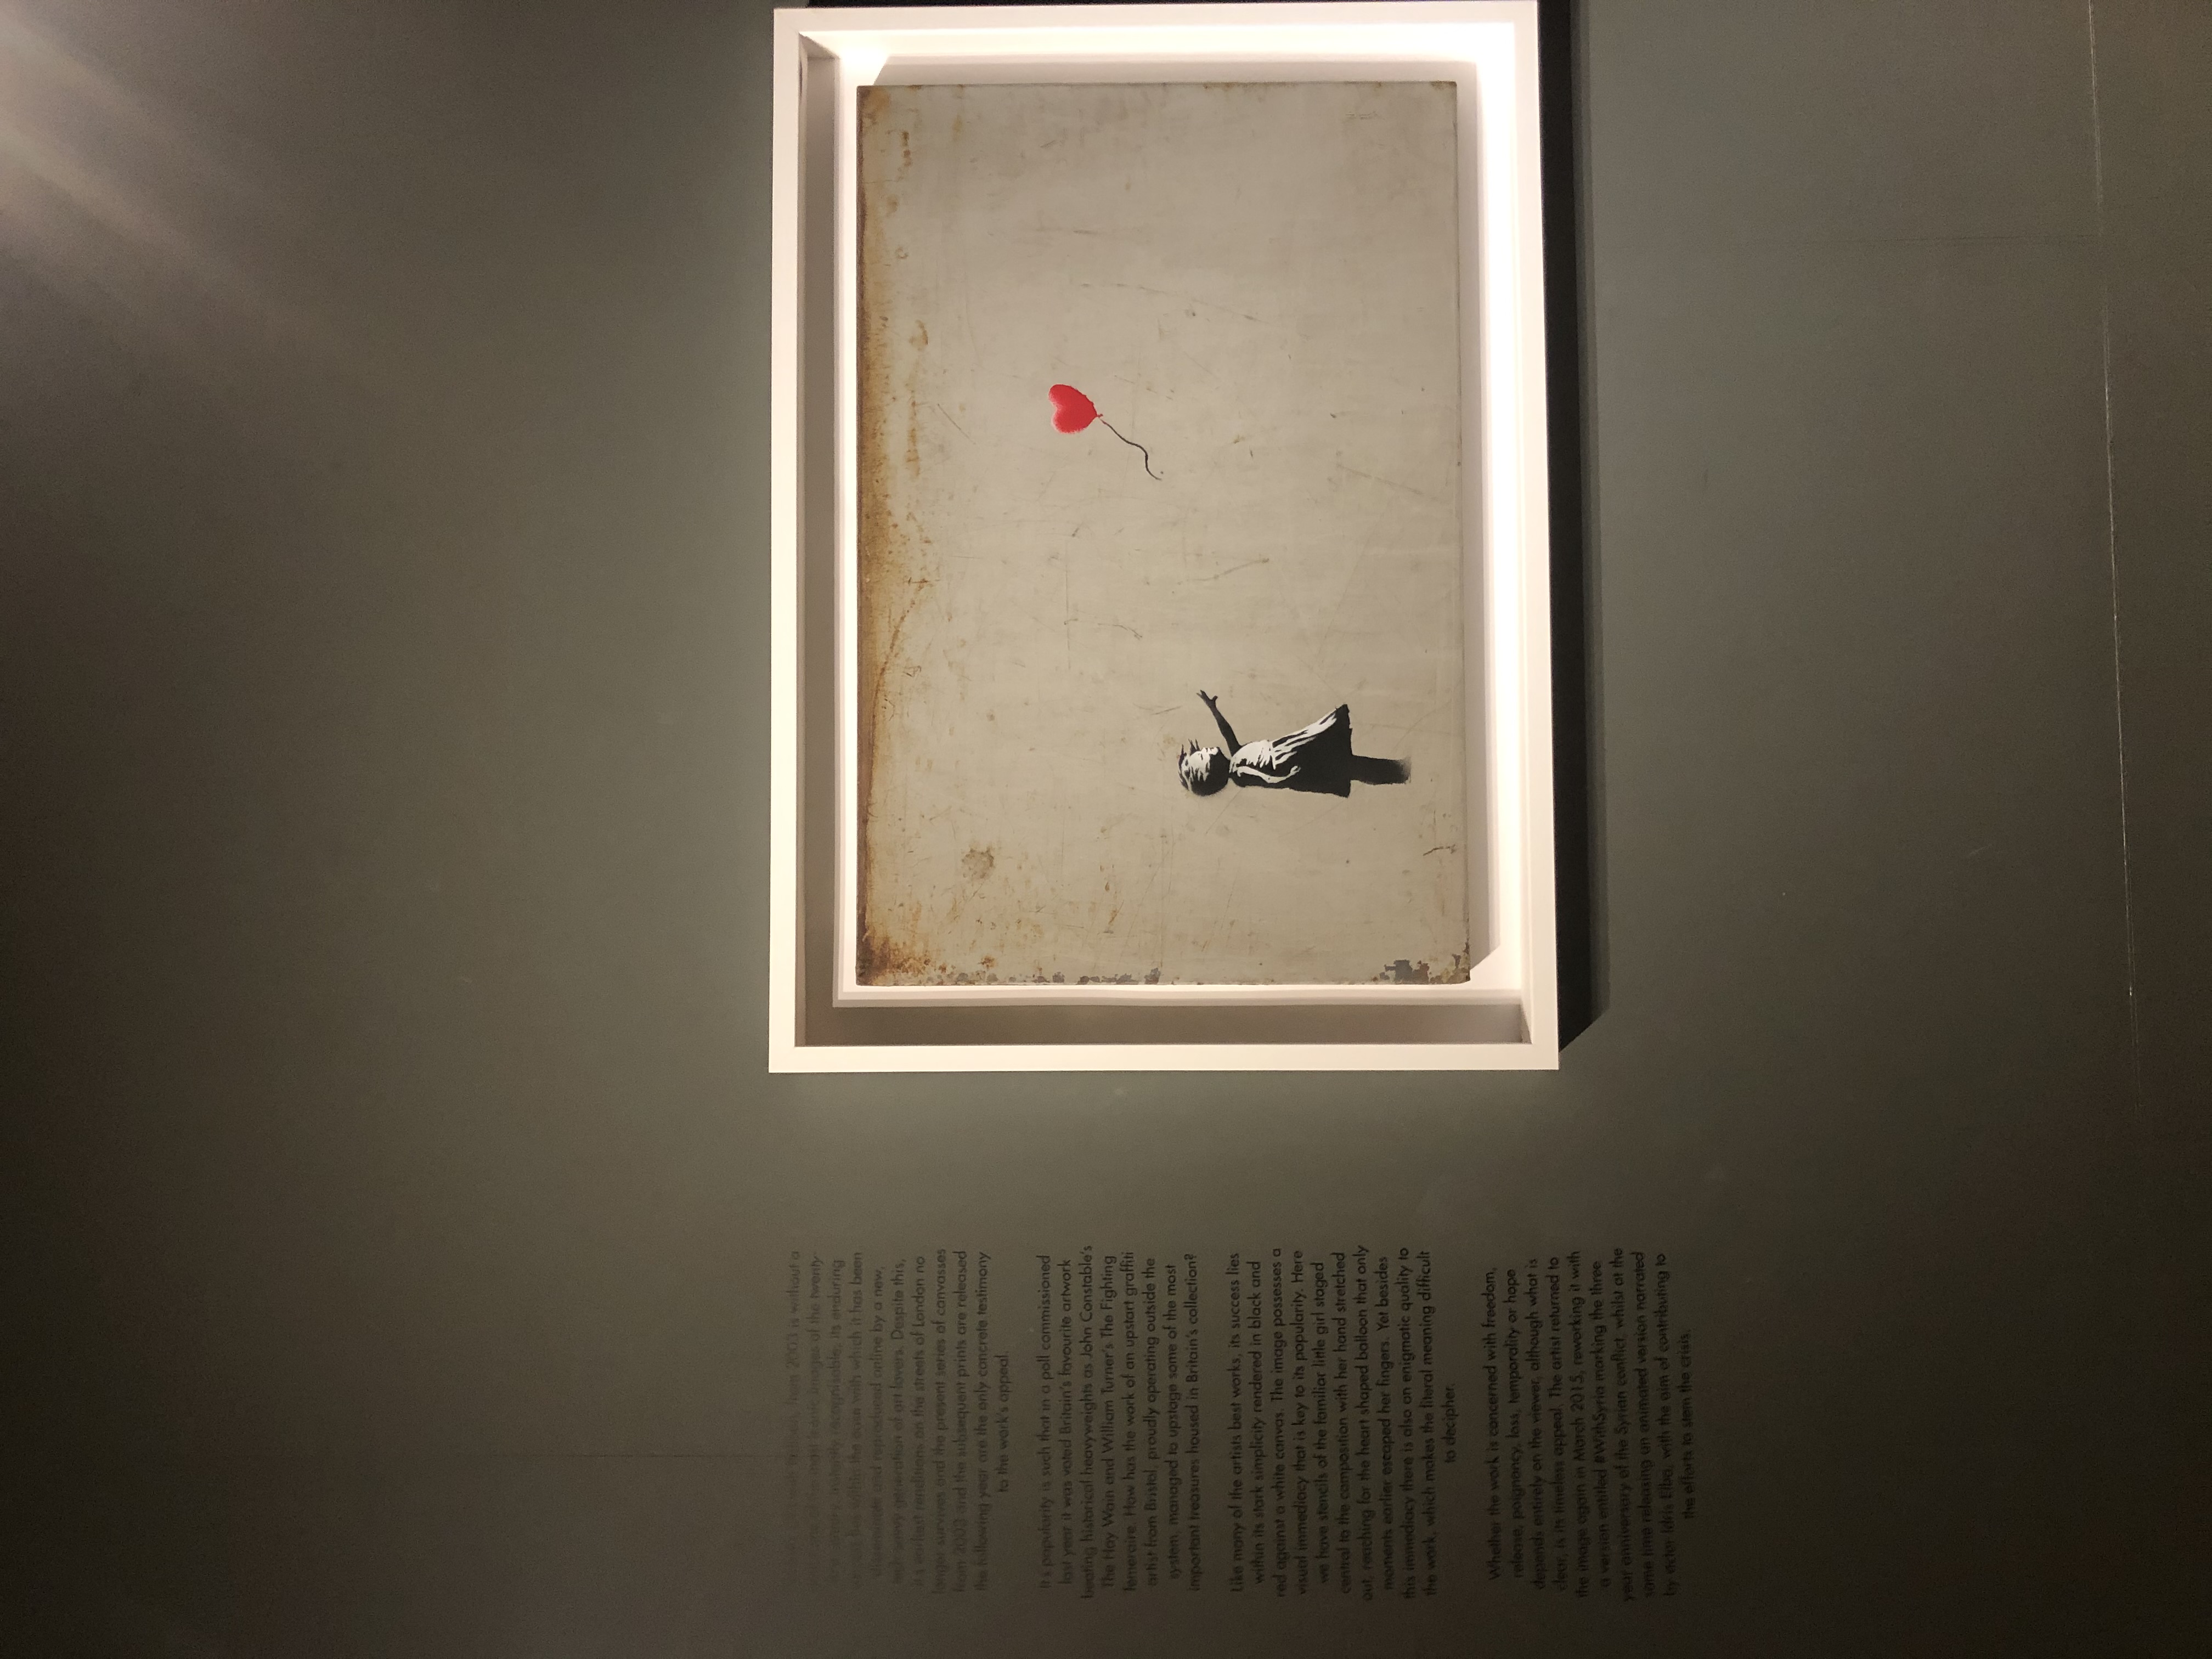 with Balloon, from 2003 is without a
one of the most iconic images of the twenty-
first century. Instantly recognisable, its enduring
appeal lies within the ease with which it has been
disseminate and reproduced online by a new,
tech savvy generation of art lovers. Despite this,
it's earliest renditions on the streets of London no
longer survives and the present series of canvasses
from 2003 and the subsequent prints are released
the following year are the only concrete testimony
to the work's appeal.
It's popularity is such that in a poll commissioned
last year it was voted Britain's favourite artwork
beating historical heavyweights as John Constable's
The Hay Wain and William Turner's The Fighting
Temeraire. How has the work of an upstart graffiti
artist from Bristol, proudly operating outside the
system, managed to upstage some of the most
important treasures housed in Britain's collection?
Like many of the artists best works, its success lies
within its stark simplicity rendered in black and
red against a white canvas. The image possesses a
visual immediacy that is key to its popularity. Here
we have stencils of the familiar little girl staged
central to the composition with her hand stretched
out, reaching for the heart shaped balloon that only
moments earlier escaped her fingers. Yet besides
this immediacy there is also an enigmatic quality to
the work, which makes the literal meaning difficult
to decipher.
Whether the work is concerned with freedom,
release, poignancy, loss, temporality or hope
depends entirely on the viewer, although what is
clear, is its timeless appeal. The artist returned to
the image again in March 2015, reworking it with
a version entitled #WithSyria marking the three
year anniversary of the Syrian conflict, whilst at the
same time releasing an animated version narrated
by actor Idris Elba, with the aim of contributing to
the efforts to stem the crisis.